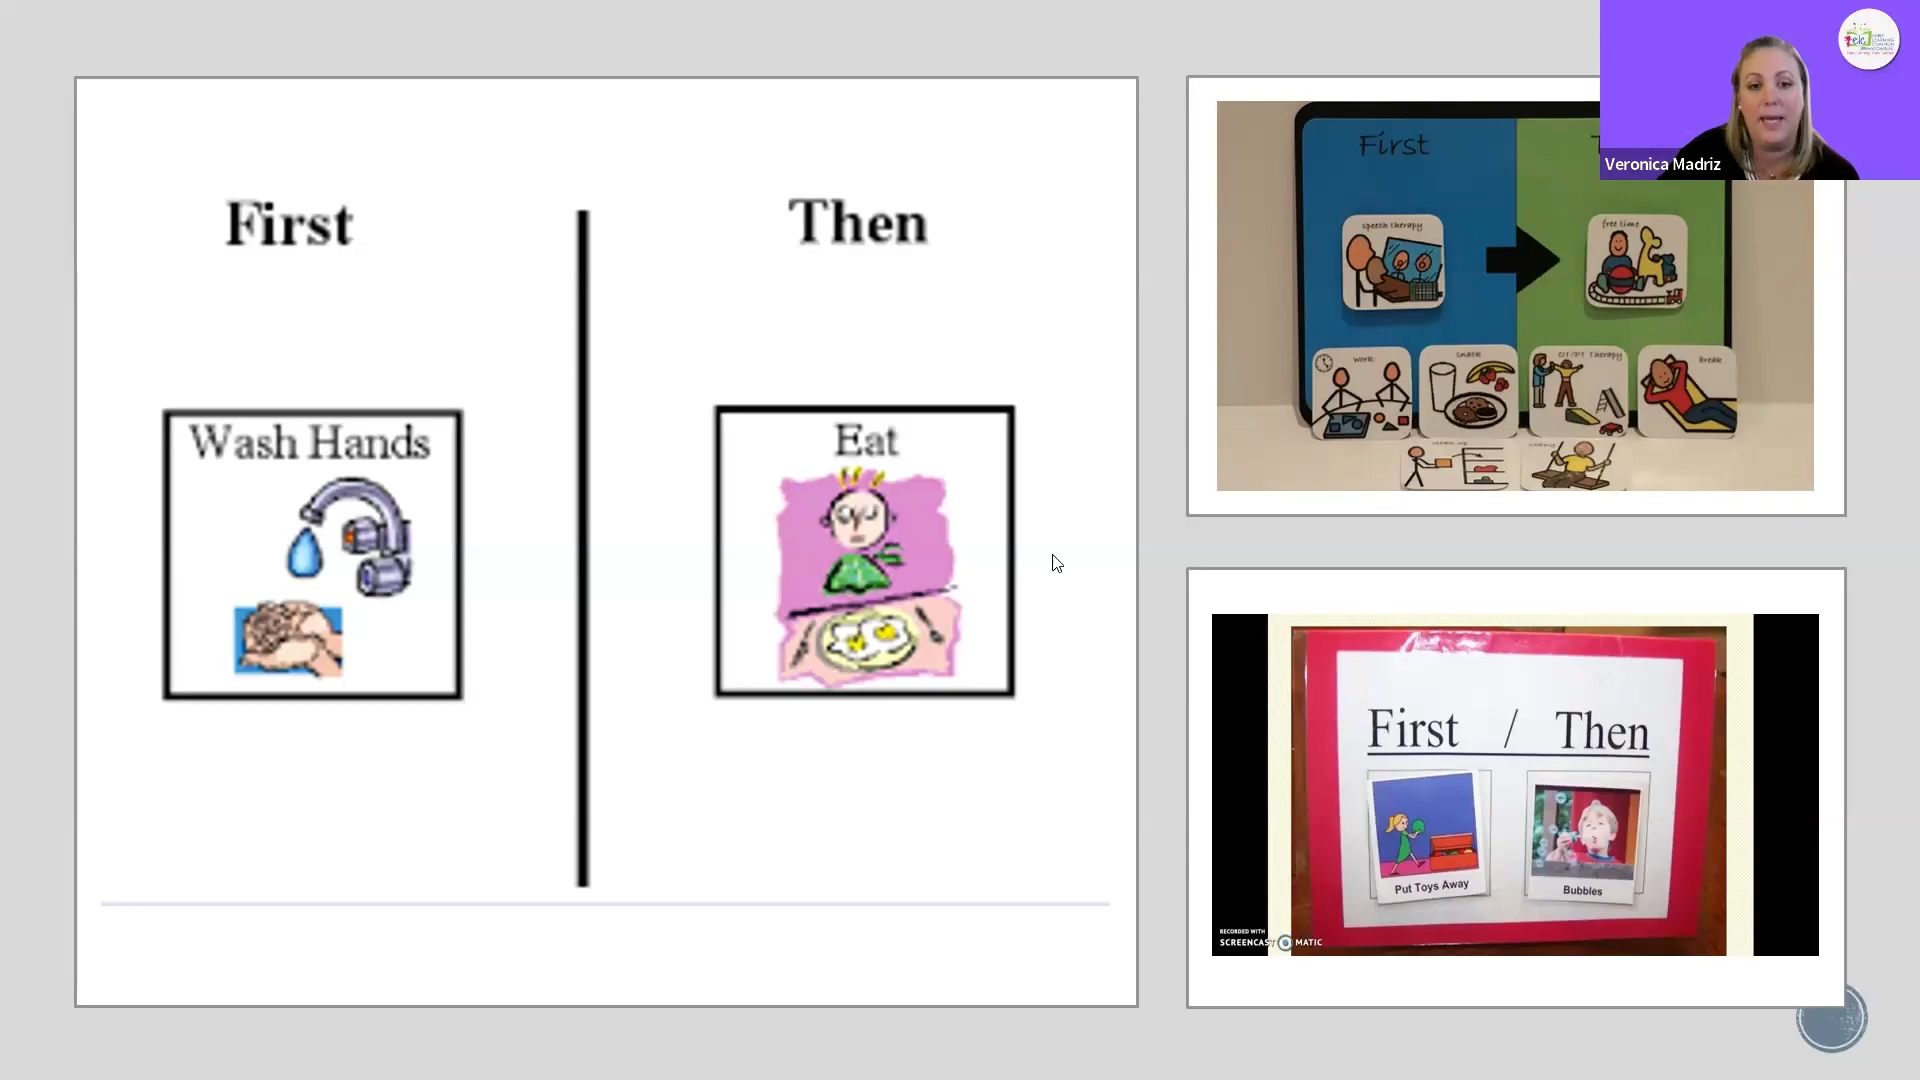 First
Then
Wash Hands
Eat
First
speech therapy
free time
work
snack
OT/PT Therapy
break
Veronica Madriz
First / Then
Put Toys Away
Bubbles
RECORDED WITH
SCREENCAST MATIC